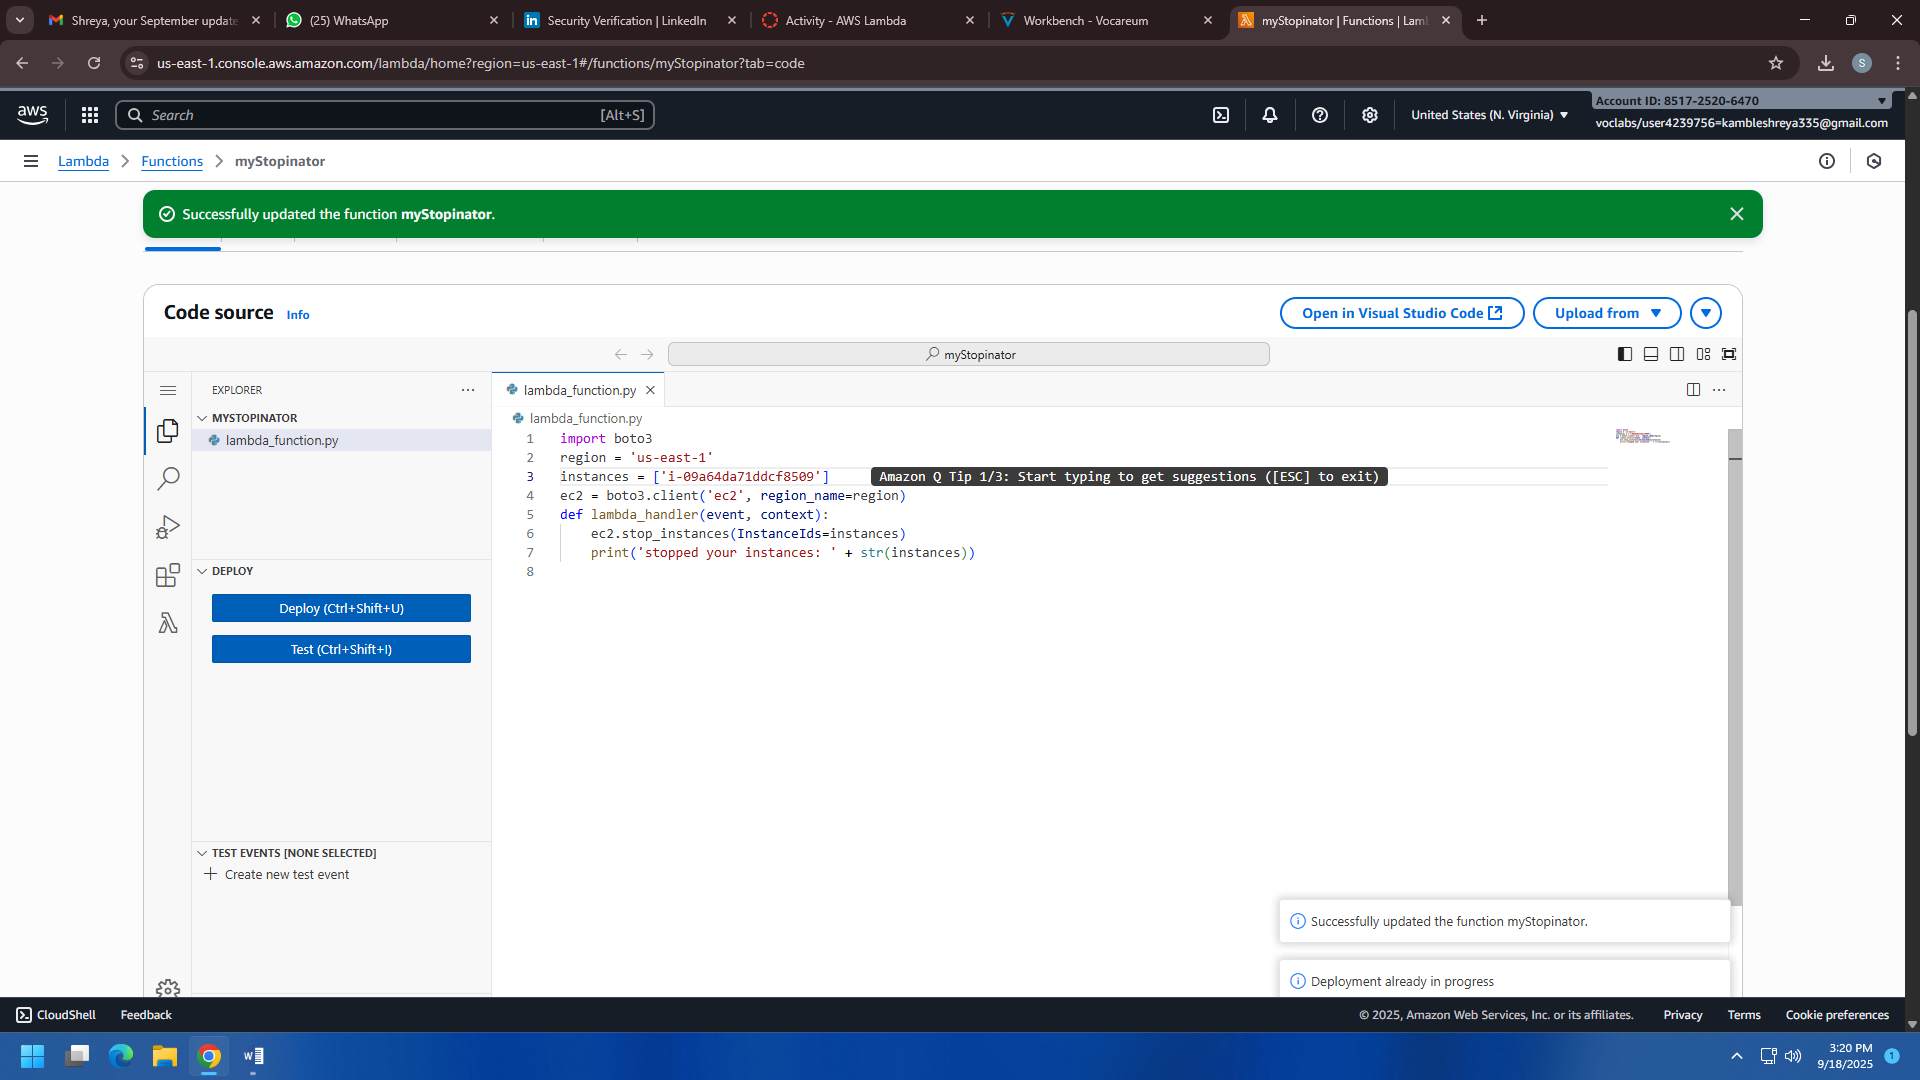 Shreya, your September update
(25) WhatsApp
Security Verification | LinkedIn
Activity - AWS Lambda
Workbench - Vocareum
myStopinator | Functions | Lam
us-east-1.console.aws.amazon.com/lambda/home?region=us-east-1#/functions/myStopinator?tab=code
S
aws
Search
[Alt+S]
United States (N. Virginia)
Account ID: 8517-2520-6470
voclabs/user4239756=kambleshreya335@gmail.com
Lambda
Functions
myStopinator
Successfully updated the function myStopinator.
Code source
Info
Open in Visual Studio Code
Upload from
myStopinator
EXPLORER
MYSTOPINATOR
lambda_function.py
DEPLOY
Deploy (Ctrl+Shift+U)
Test (Ctrl+Shift+I)
TEST EVENTS [NONE SELECTED]
Create new test event
lambda_function.py
lambda_function.py
1 import boto3
2 region = 'us-east-1'
3 instances = ['i-09a64da71ddcf8509'] Amazon Q Tip 1/3: Start typing to get suggestions ([ESC] to exit)
4 ec2 = boto3.client('ec2', region_name=region)
5 def lambda_handler(event, context):
6 ec2.stop_instances(InstanceIds=instances)
7 print('stopped your instances: ' + str(instances))
8
Successfully updated the function myStopinator.
Deployment already in progress
CloudShell
Feedback
© 2025, Amazon Web Services, Inc. or its affiliates.
Privacy
Terms
Cookie preferences
3:20 PM
9/18/2025
1